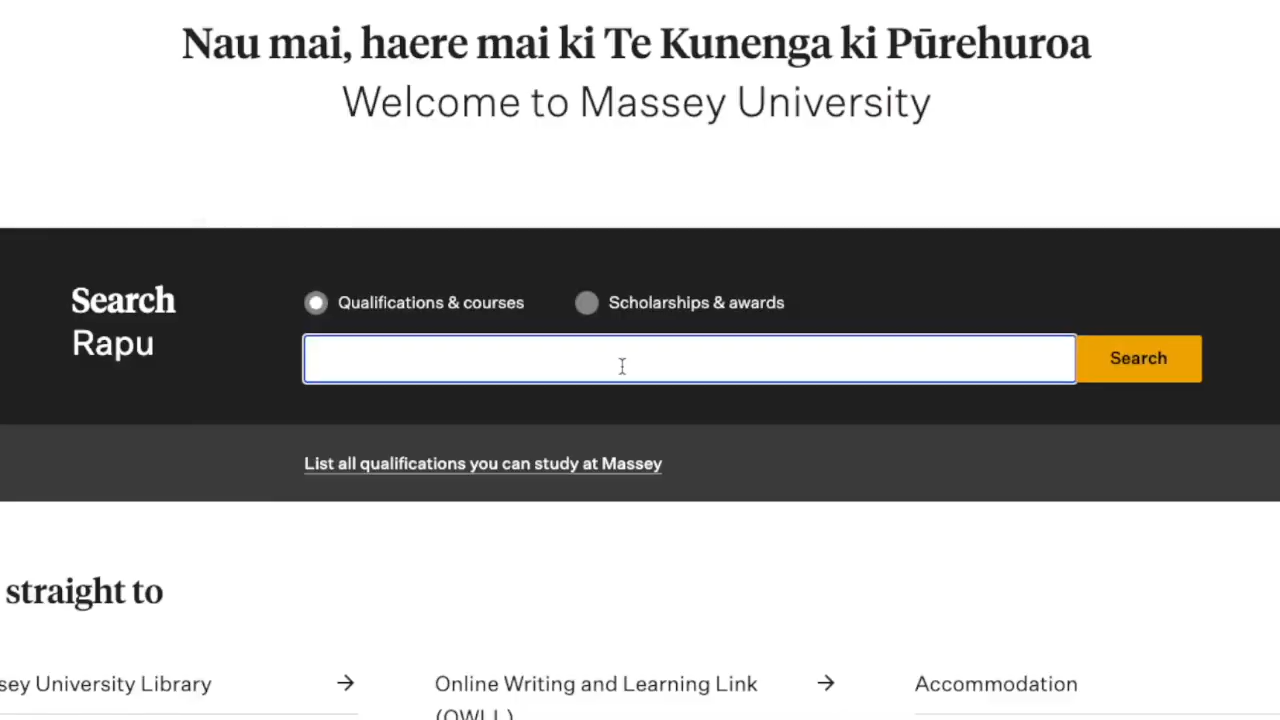 Nau mai, haere mai ki Te Kunenga ki Pūrehuroa
Welcome to Massey University
Search
Rapu
Qualifications & courses
Scholarships & awards
Search
List all qualifications you can study at Massey
straight to
sey University Library
Online Writing and Learning Link
(OWLL)
Accommodation